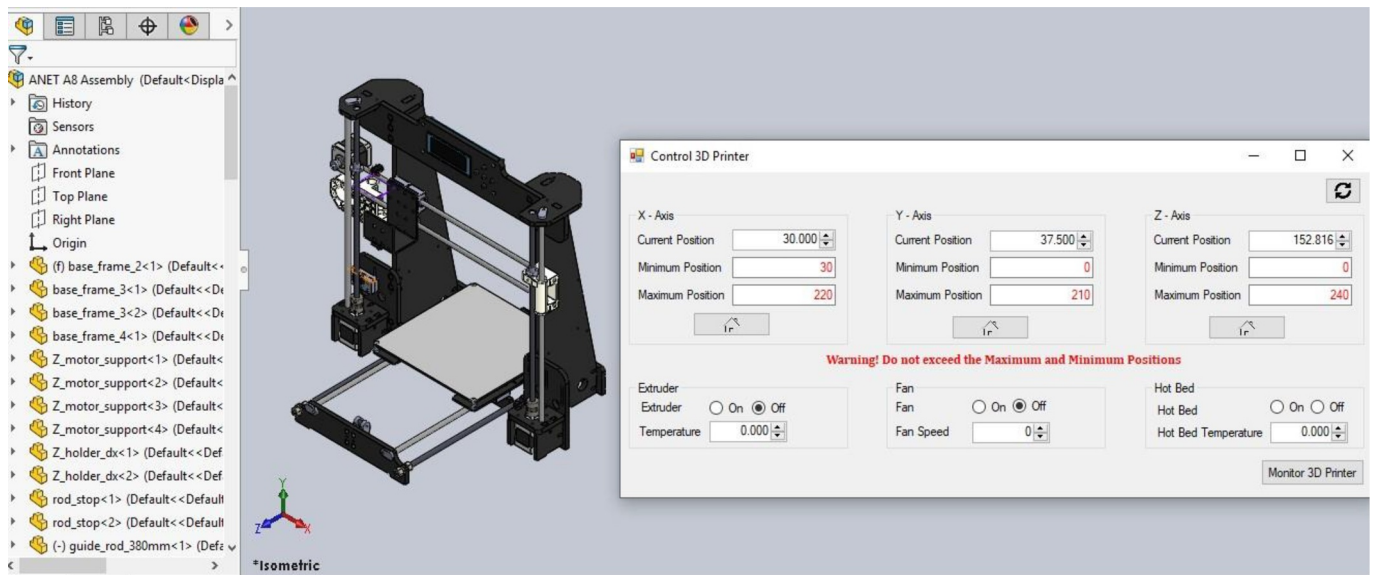 ANET A8 Assembly (Default<Displa
History
Sensors
Annotations
Front Plane
Top Plane
Right Plane
Origin
(f) base_frame_2<1> (Default<<
base_frame_3<1> (Default<<De
base_frame_3<2> (Default<<De
base_frame_4<1> (Default<<De
Z_motor_support<1> (Default<
Z_motor_support<2> (Default<
Z_motor_support<3> (Default<
Z_motor_support<4> (Default<
Z_holder_dx<1> (Default<<Def
Z_holder_dx<2> (Default<<Def
rod_stop<1> (Default<<Default
rod_stop<2> (Default<<Default
(-) guide_rod_380mm<1> (Defa
Y
Z
X
*Isometric
Control 3D Printer
X - Axis
Current Position 30.000
Minimum Position 30
Maximum Position 220
Y - Axis
Current Position 37.500
Minimum Position 0
Maximum Position 210
Z - Axis
Current Position 152.816
Minimum Position 0
Maximum Position 240
Warning! Do not exceed the Maximum and Minimum Positions
Extruder
Extruder On Off
Temperature 0.000
Fan
Fan On Off
Fan Speed 0
Hot Bed
Hot Bed On Off
Hot Bed Temperature 0.000
Monitor 3D Printer